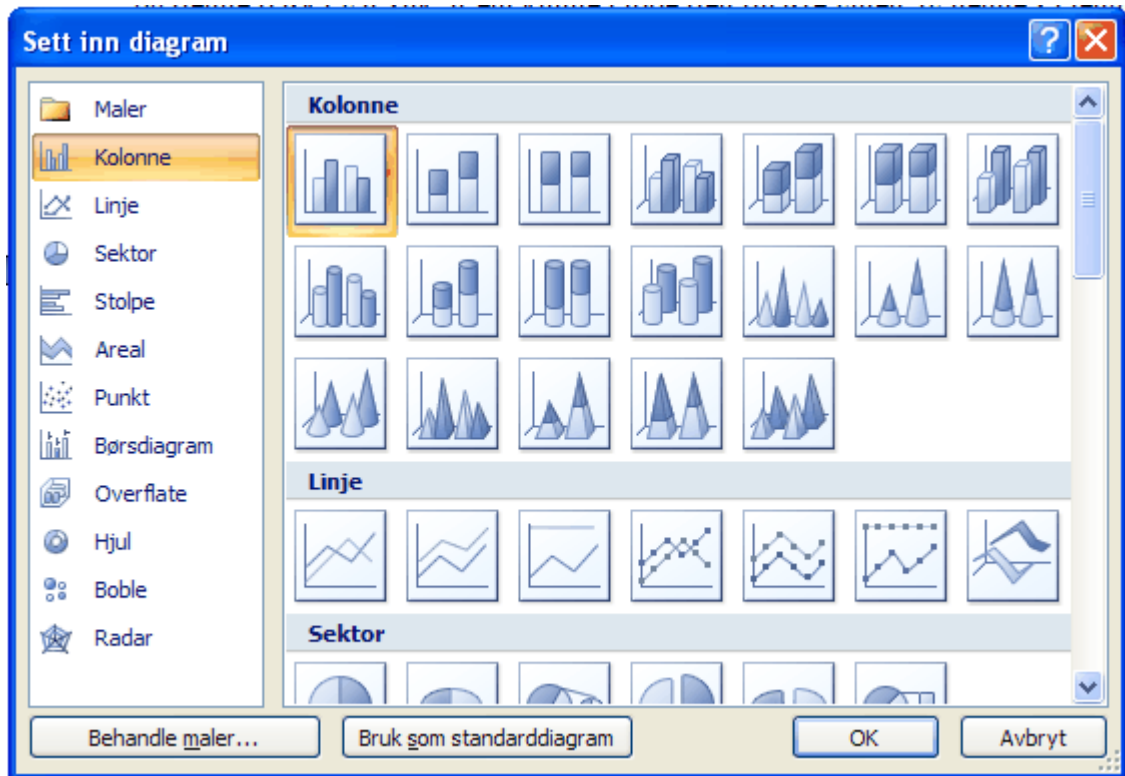 Sett inn diagram
Maler
Kolonne
Linje
Sektor
Stolpe
Areal
Punkt
Børsdiagram
Overflate
Hjul
Boble
Radar
Kolonne
Linje
Sektor
Behandle maler...
Bruk som standarddiagram
OK
Avbryt